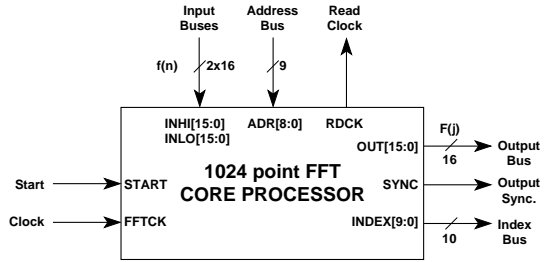 Input Buses
Address Bus
Read Clock
f(n)
2x16
9
INHI[15:0]
INLO[15:0]
ADR[8:0]
RDCK
OUT[15:0]
F(j)
16
Output Bus
1024 point FFT
CORE PROCESSOR
Start
START
SYNC
Output Sync.
Clock
FFTCK
INDEX[9:0]
10
Index Bus